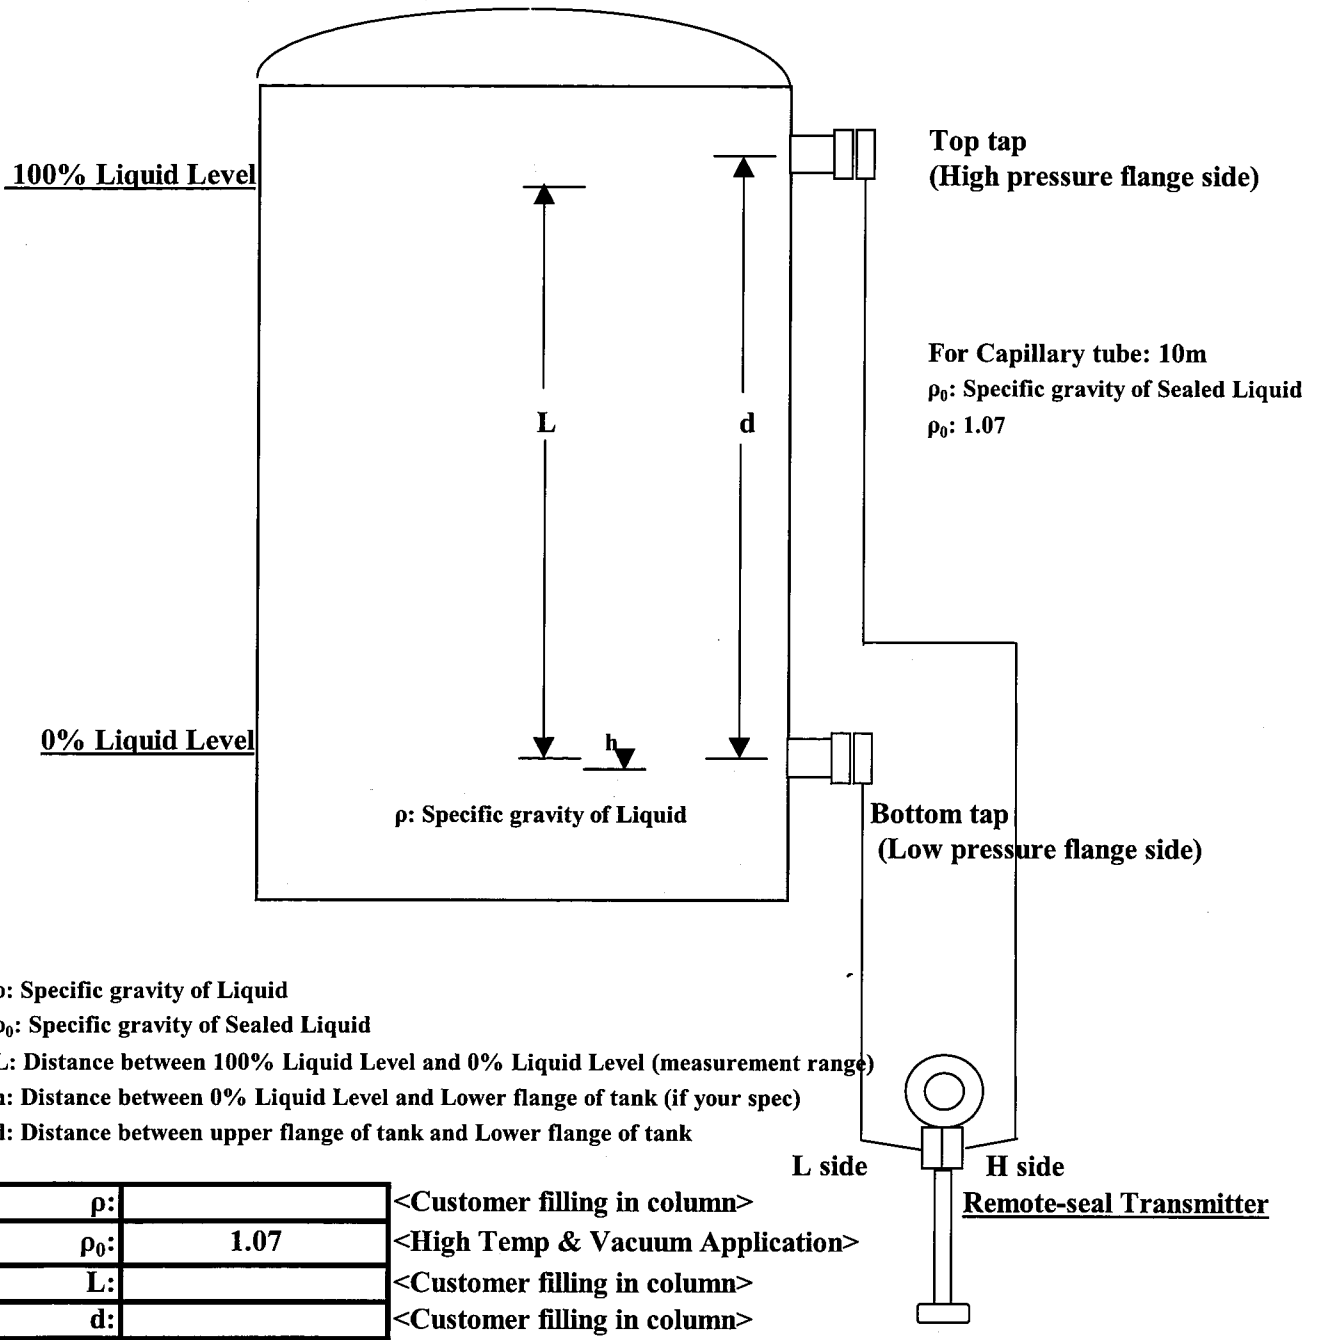 100% Liquid Level
Top tap
(High pressure flange side)
For Capillary tube: 10m
ρ₀: Specific gravity of Sealed Liquid
ρ₀: 1.07
L
d
0% Liquid Level
h
ρ: Specific gravity of Liquid
Bottom tap
(Low pressure flange side)
ρ: Specific gravity of Liquid
ρ₀: Specific gravity of Sealed Liquid
L: Distance between 100% Liquid Level and 0% Liquid Level (measurement range)
h: Distance between 0% Liquid Level and Lower flange of tank (if your spec)
d: Distance between upper flange of tank and Lower flange of tank
L side
H side
Remote-seal Transmitter
ρ: <Customer filling in column>
ρ₀: 1.07 <High Temp & Vacuum Application>
L: <Customer filling in column>
d: <Customer filling in column>